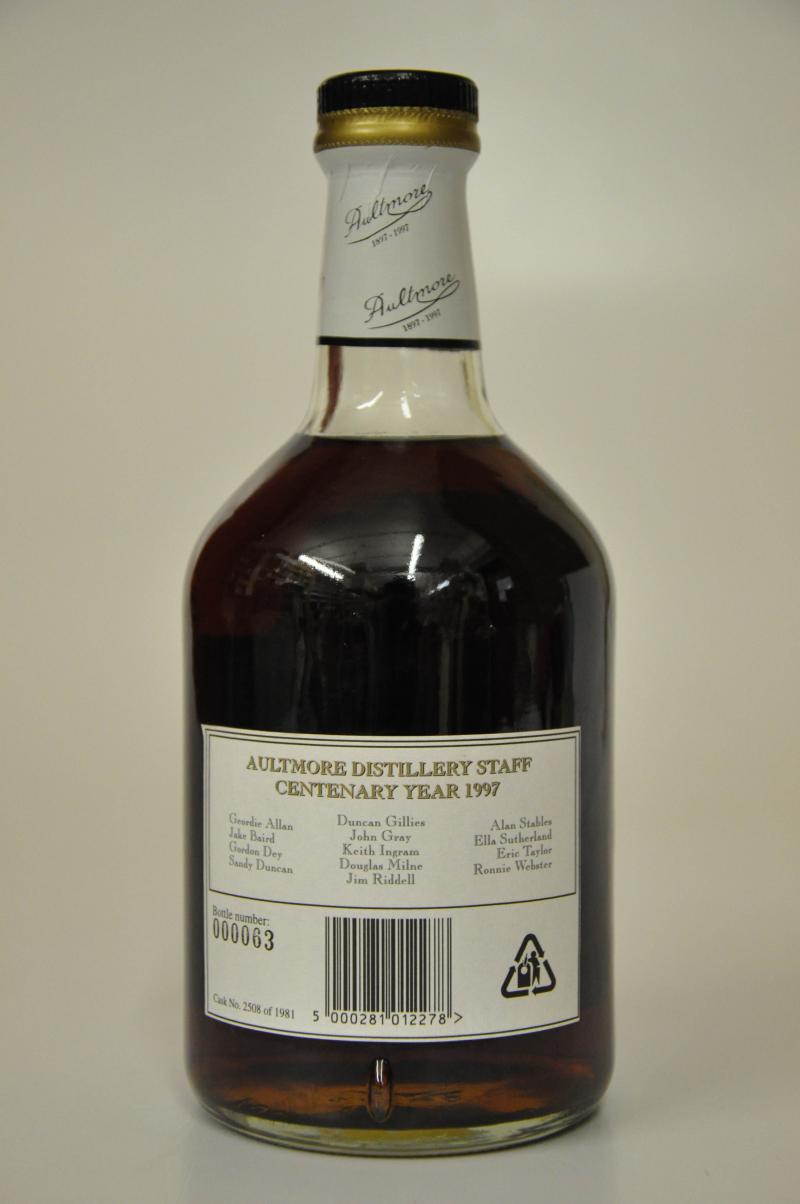 Aultmore
1897 - 1997
Aultmore
1897 - 1997
AULTMORE DISTILLERY STAFF
CENTENARY YEAR 1997
Geordie Allan
Jake Baird
Gordon Dey
Sandy Duncan
Duncan Gillies
John Gray
Keith Ingram
Douglas Milne
Jim Riddell
Alan Stables
Ella Sutherland
Eric Taylor
Ronnie Webster
Bottle number:
000063
Cask No. 2508 of 1981
5 000281 012278 >